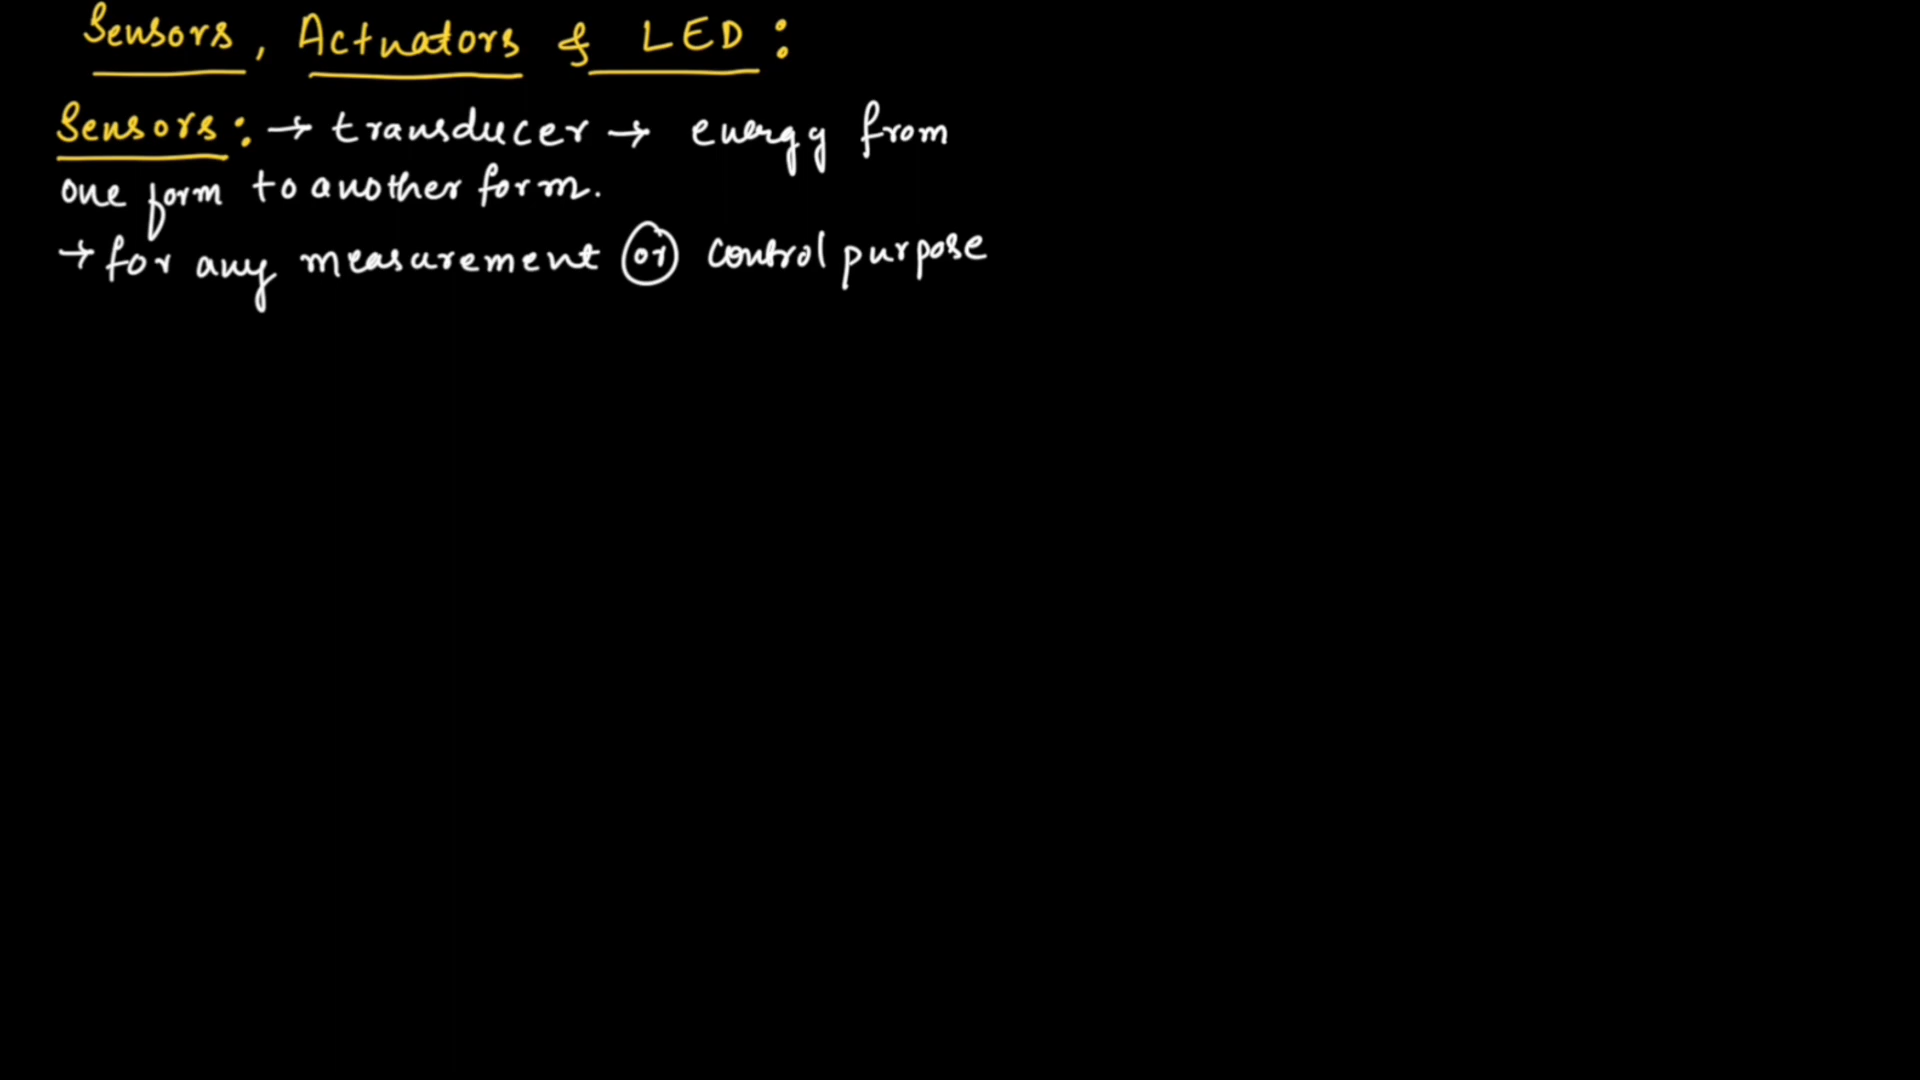 Sensors, Actuators & LED :
Sensors: → transducer → energy from
one form to another form.
→ for any measurement or control purpose